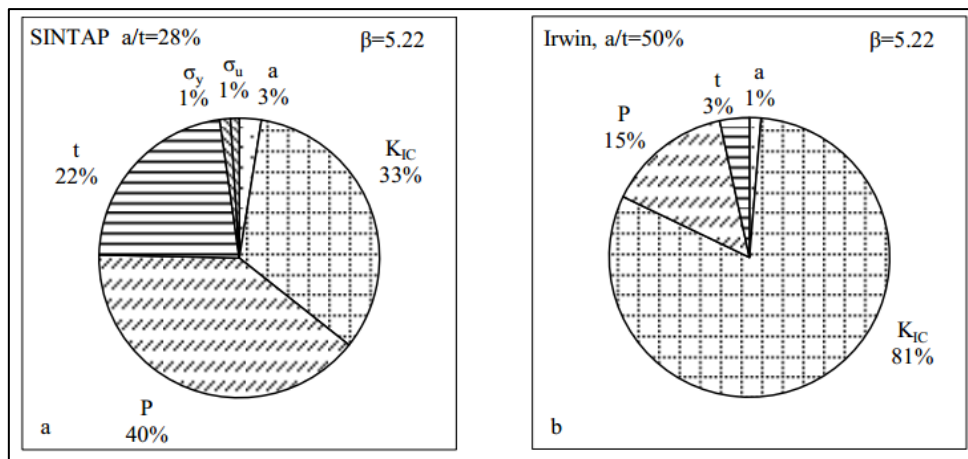 SINTAP a/t=28% β=5.22
σy σu a
1% 1% 3%
KIC
33%
t
22%
P
40%
a
Irwin, a/t=50% β=5.22
t a
3% 1%
P
15%
KIC
81%
b